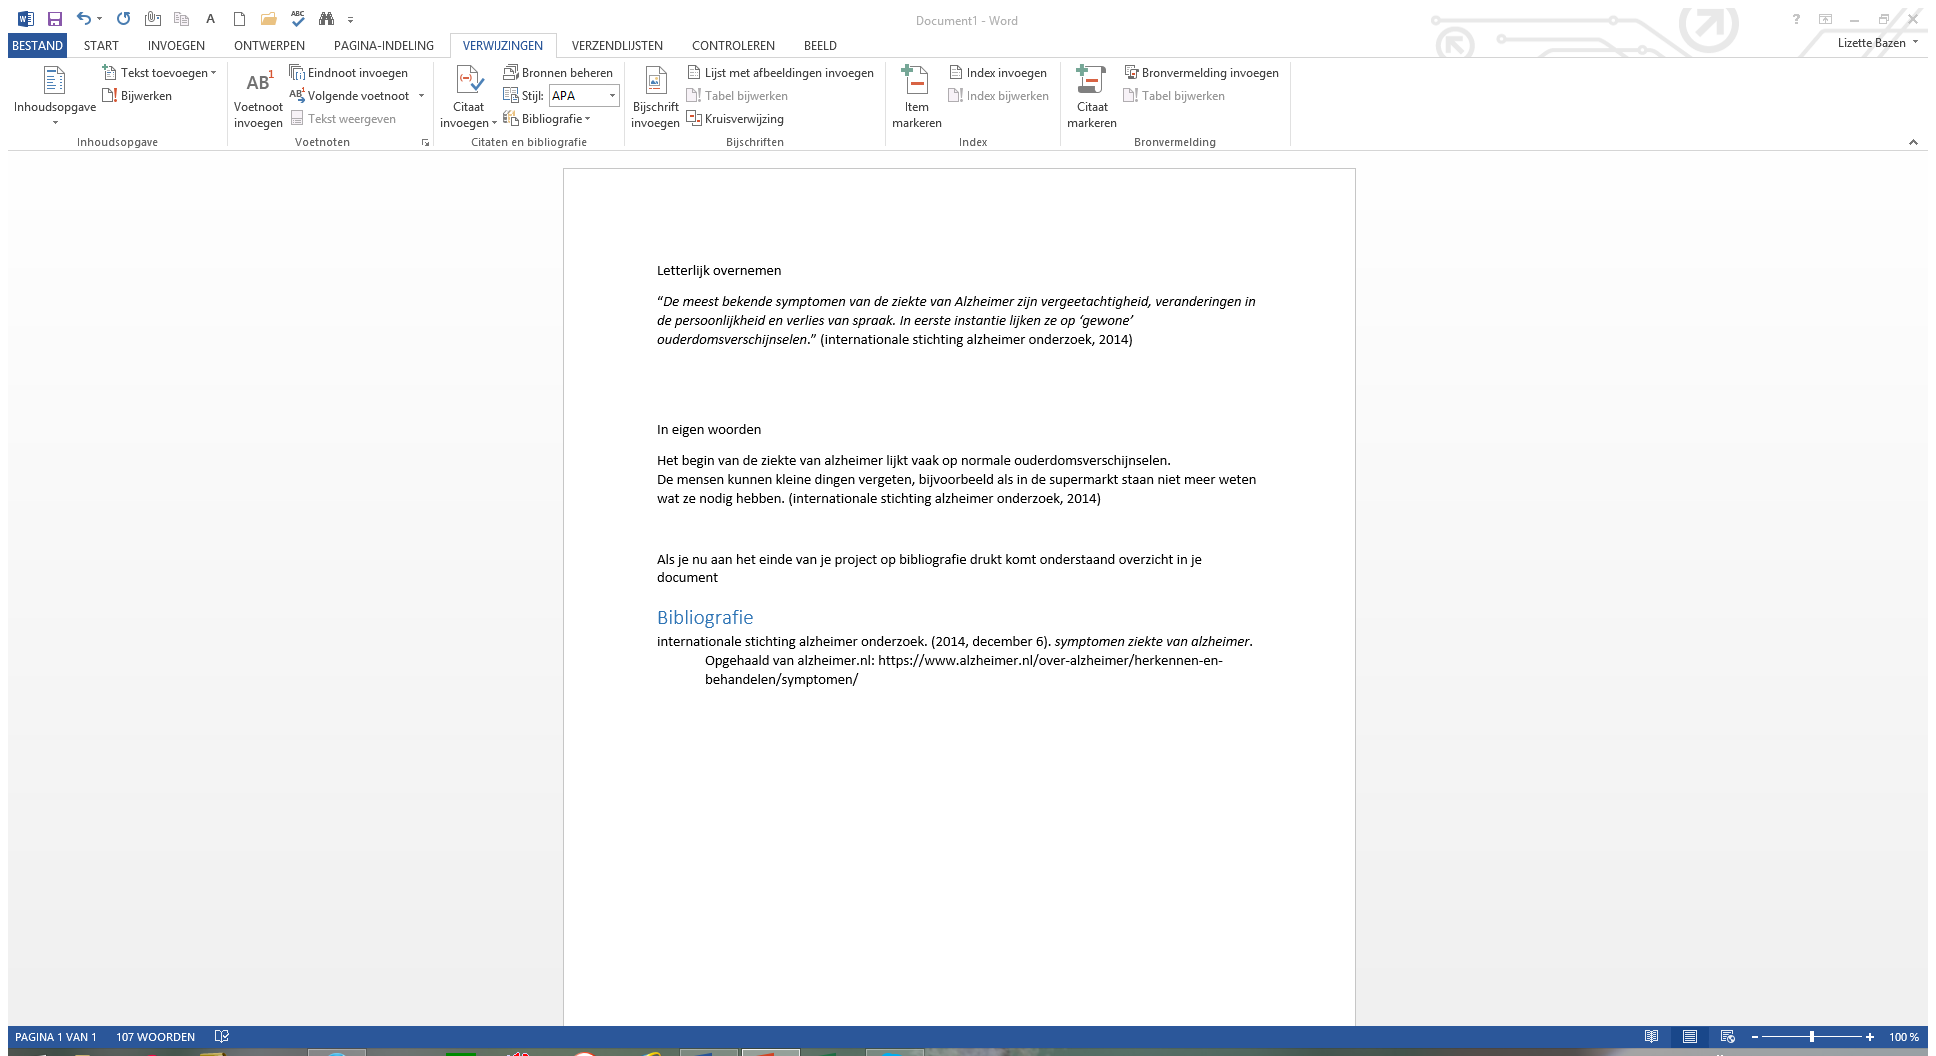 ABC
A
Document1 - Word
?
BESTAND START INVOEGEN ONTWERPEN PAGINA-INDELING VERWIJZINGEN VERZENDLIJSTEN CONTROLEREN BEELD
Lizette Bazen
Inhoudsopgave
Tekst toevoegen
Bijwerken
Inhoudsopgave
AB1
Voetnoot
invoegen
Eindnoot invoegen
Volgende voetnoot
Tekst weergeven
Voetnoten
Citaat
invoegen
Bronnen beheren
Stijl: APA
Bibliografie
Citaten en bibliografie
Bijschrift
invoegen
Lijst met afbeeldingen invoegen
Tabel bijwerken
Kruisverwijzing
Bijschriften
Item
markeren
Index invoegen
Index bijwerken
Index
Citaat
markeren
Bronvermelding invoegen
Tabel bijwerken
Bronvermelding
Letterlijk overnemen
“De meest bekende symptomen van de ziekte van Alzheimer zijn vergeetachtigheid, veranderingen in
de persoonlijkheid en verlies van spraak. In eerste instantie lijken ze op ‘gewone’
ouderdomsverschijnselen.” (internationale stichting alzheimer onderzoek, 2014)
In eigen woorden
Het begin van de ziekte van alzheimer lijkt vaak op normale ouderdomsverschijnselen.
De mensen kunnen kleine dingen vergeten, bijvoorbeeld als in de supermarkt staan niet meer weten
wat ze nodig hebben. (internationale stichting alzheimer onderzoek, 2014)
Als je nu aan het einde van je project op bibliografie drukt komt onderstaand overzicht in je
document
Bibliografie
internationale stichting alzheimer onderzoek. (2014, december 6). symptomen ziekte van alzheimer.
Opgehaald van alzheimer.nl: https://www.alzheimer.nl/over-alzheimer/herkennen-en-
behandelen/symptomen/
PAGINA 1 VAN 1 107 WOORDEN
100 %